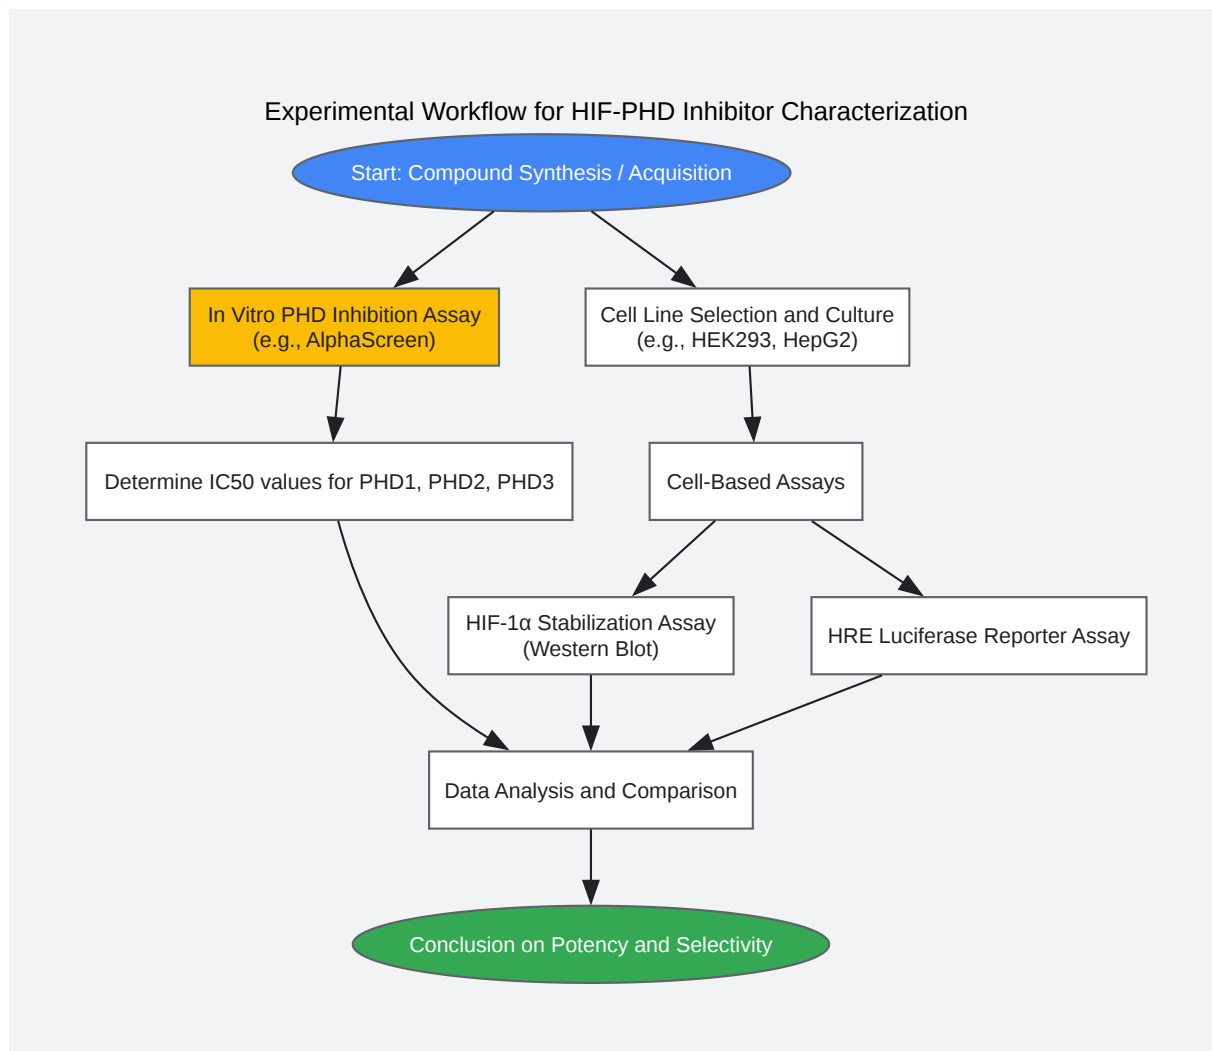 Experimental Workflow for HIF-PHD Inhibitor Characterization
Start: Compound Synthesis / Acquisition
In Vitro PHD Inhibition Assay
(e.g., AlphaScreen)
Cell Line Selection and Culture
(e.g., HEK293, HepG2)
Determine IC50 values for PHD1, PHD2, PHD3
Cell-Based Assays
HIF-1α Stabilization Assay
(Western Blot)
HRE Luciferase Reporter Assay
Data Analysis and Comparison
Conclusion on Potency and Selectivity